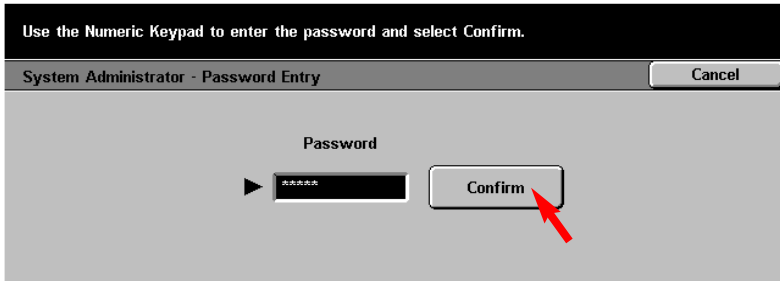 Use the Numeric Keypad to enter the password and select Confirm.
System Administrator - Password Entry
Cancel
Password
*****
Confirm